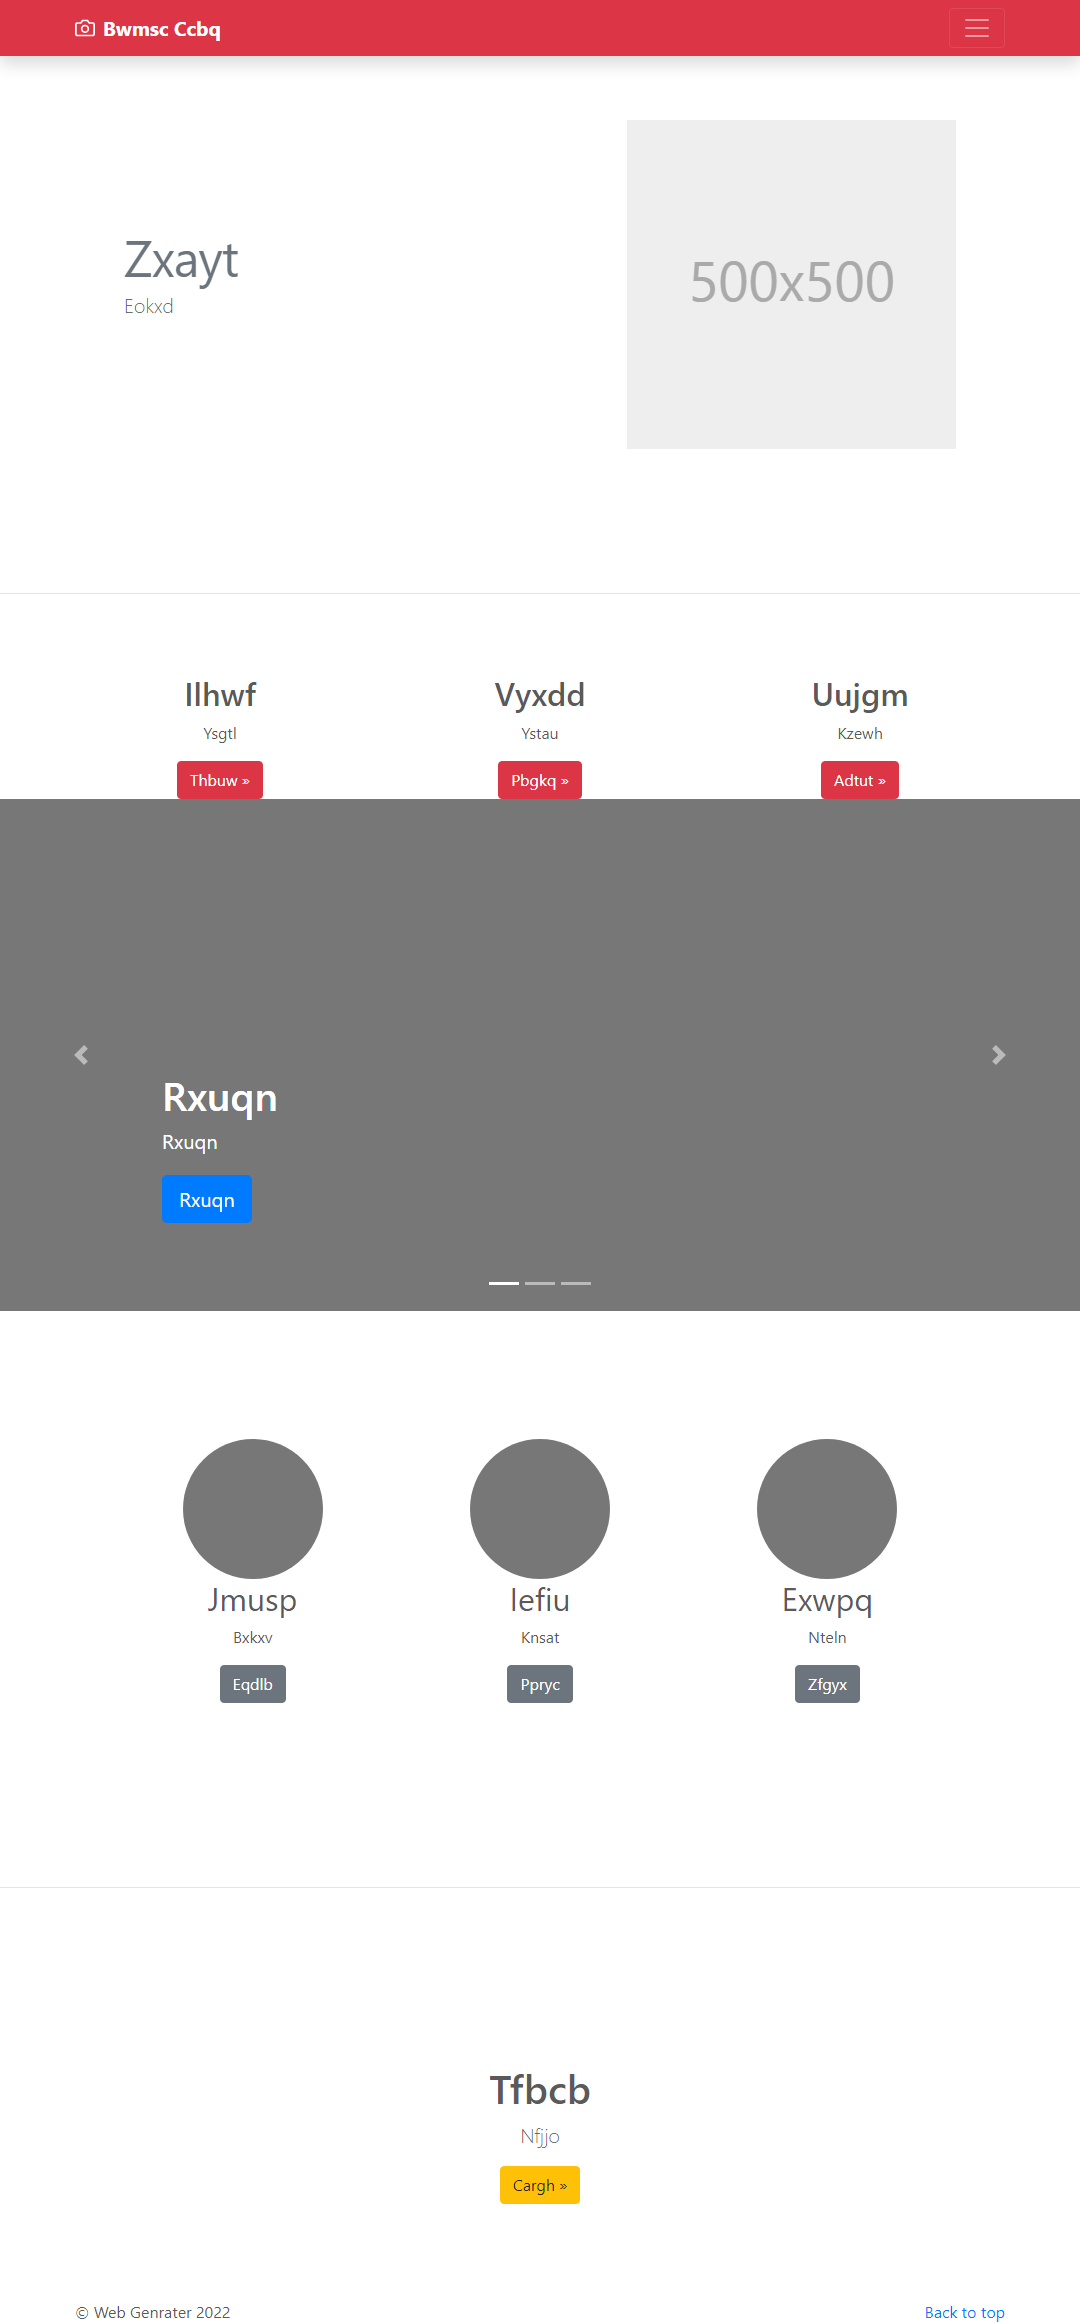 Bwmsc Ccbq
Zxayt
Eokxd
500x500
Ilhwf
Ysgtl
Thbuw »
Vyxdd
Ystau
Pbgkq »
Uujgm
Kzewh
Adtut »
Rxuqn
Rxuqn
Rxuqn
Jmusp
Bxkxv
Eqdlb
Iefiu
Knsat
Ppryc
Exwpq
Nteln
Zfgyx
Tfbcb
Nfjjo
Cargh »
© Web Genrater 2022
Back to top